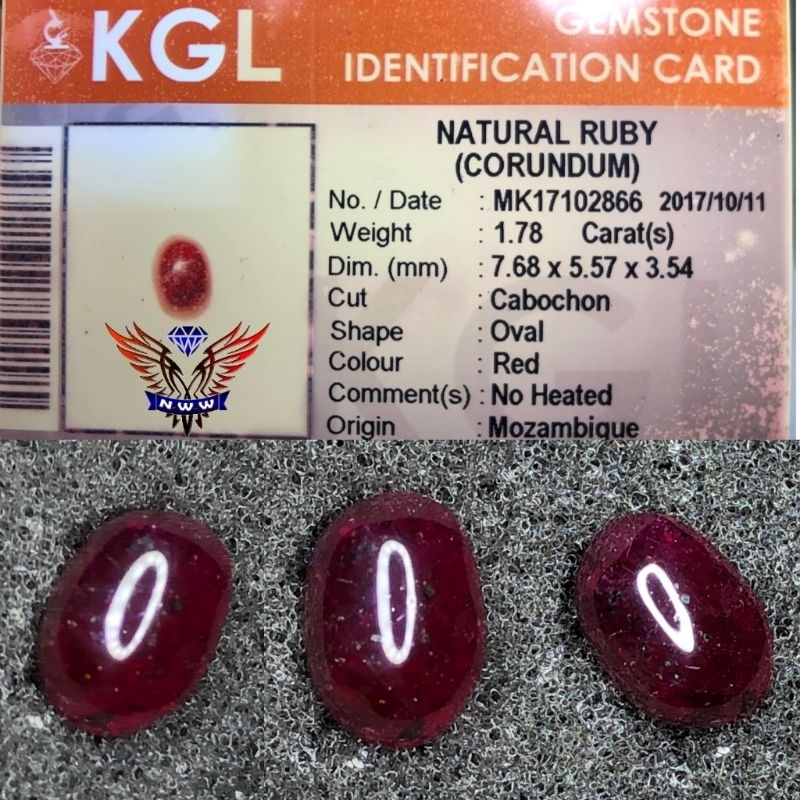 KGL
GEMSTONE
IDENTIFICATION CARD
NATURAL RUBY
(CORUNDUM)
No. / Date : MK17102866 2017/10/11
Weight : 1.78 Carat(s)
Dim. (mm) : 7.68 x 5.57 x 3.54
Cut : Cabochon
Shape : Oval
Colour : Red
Comment(s) : No Heated
Origin : Mozambique
NWW